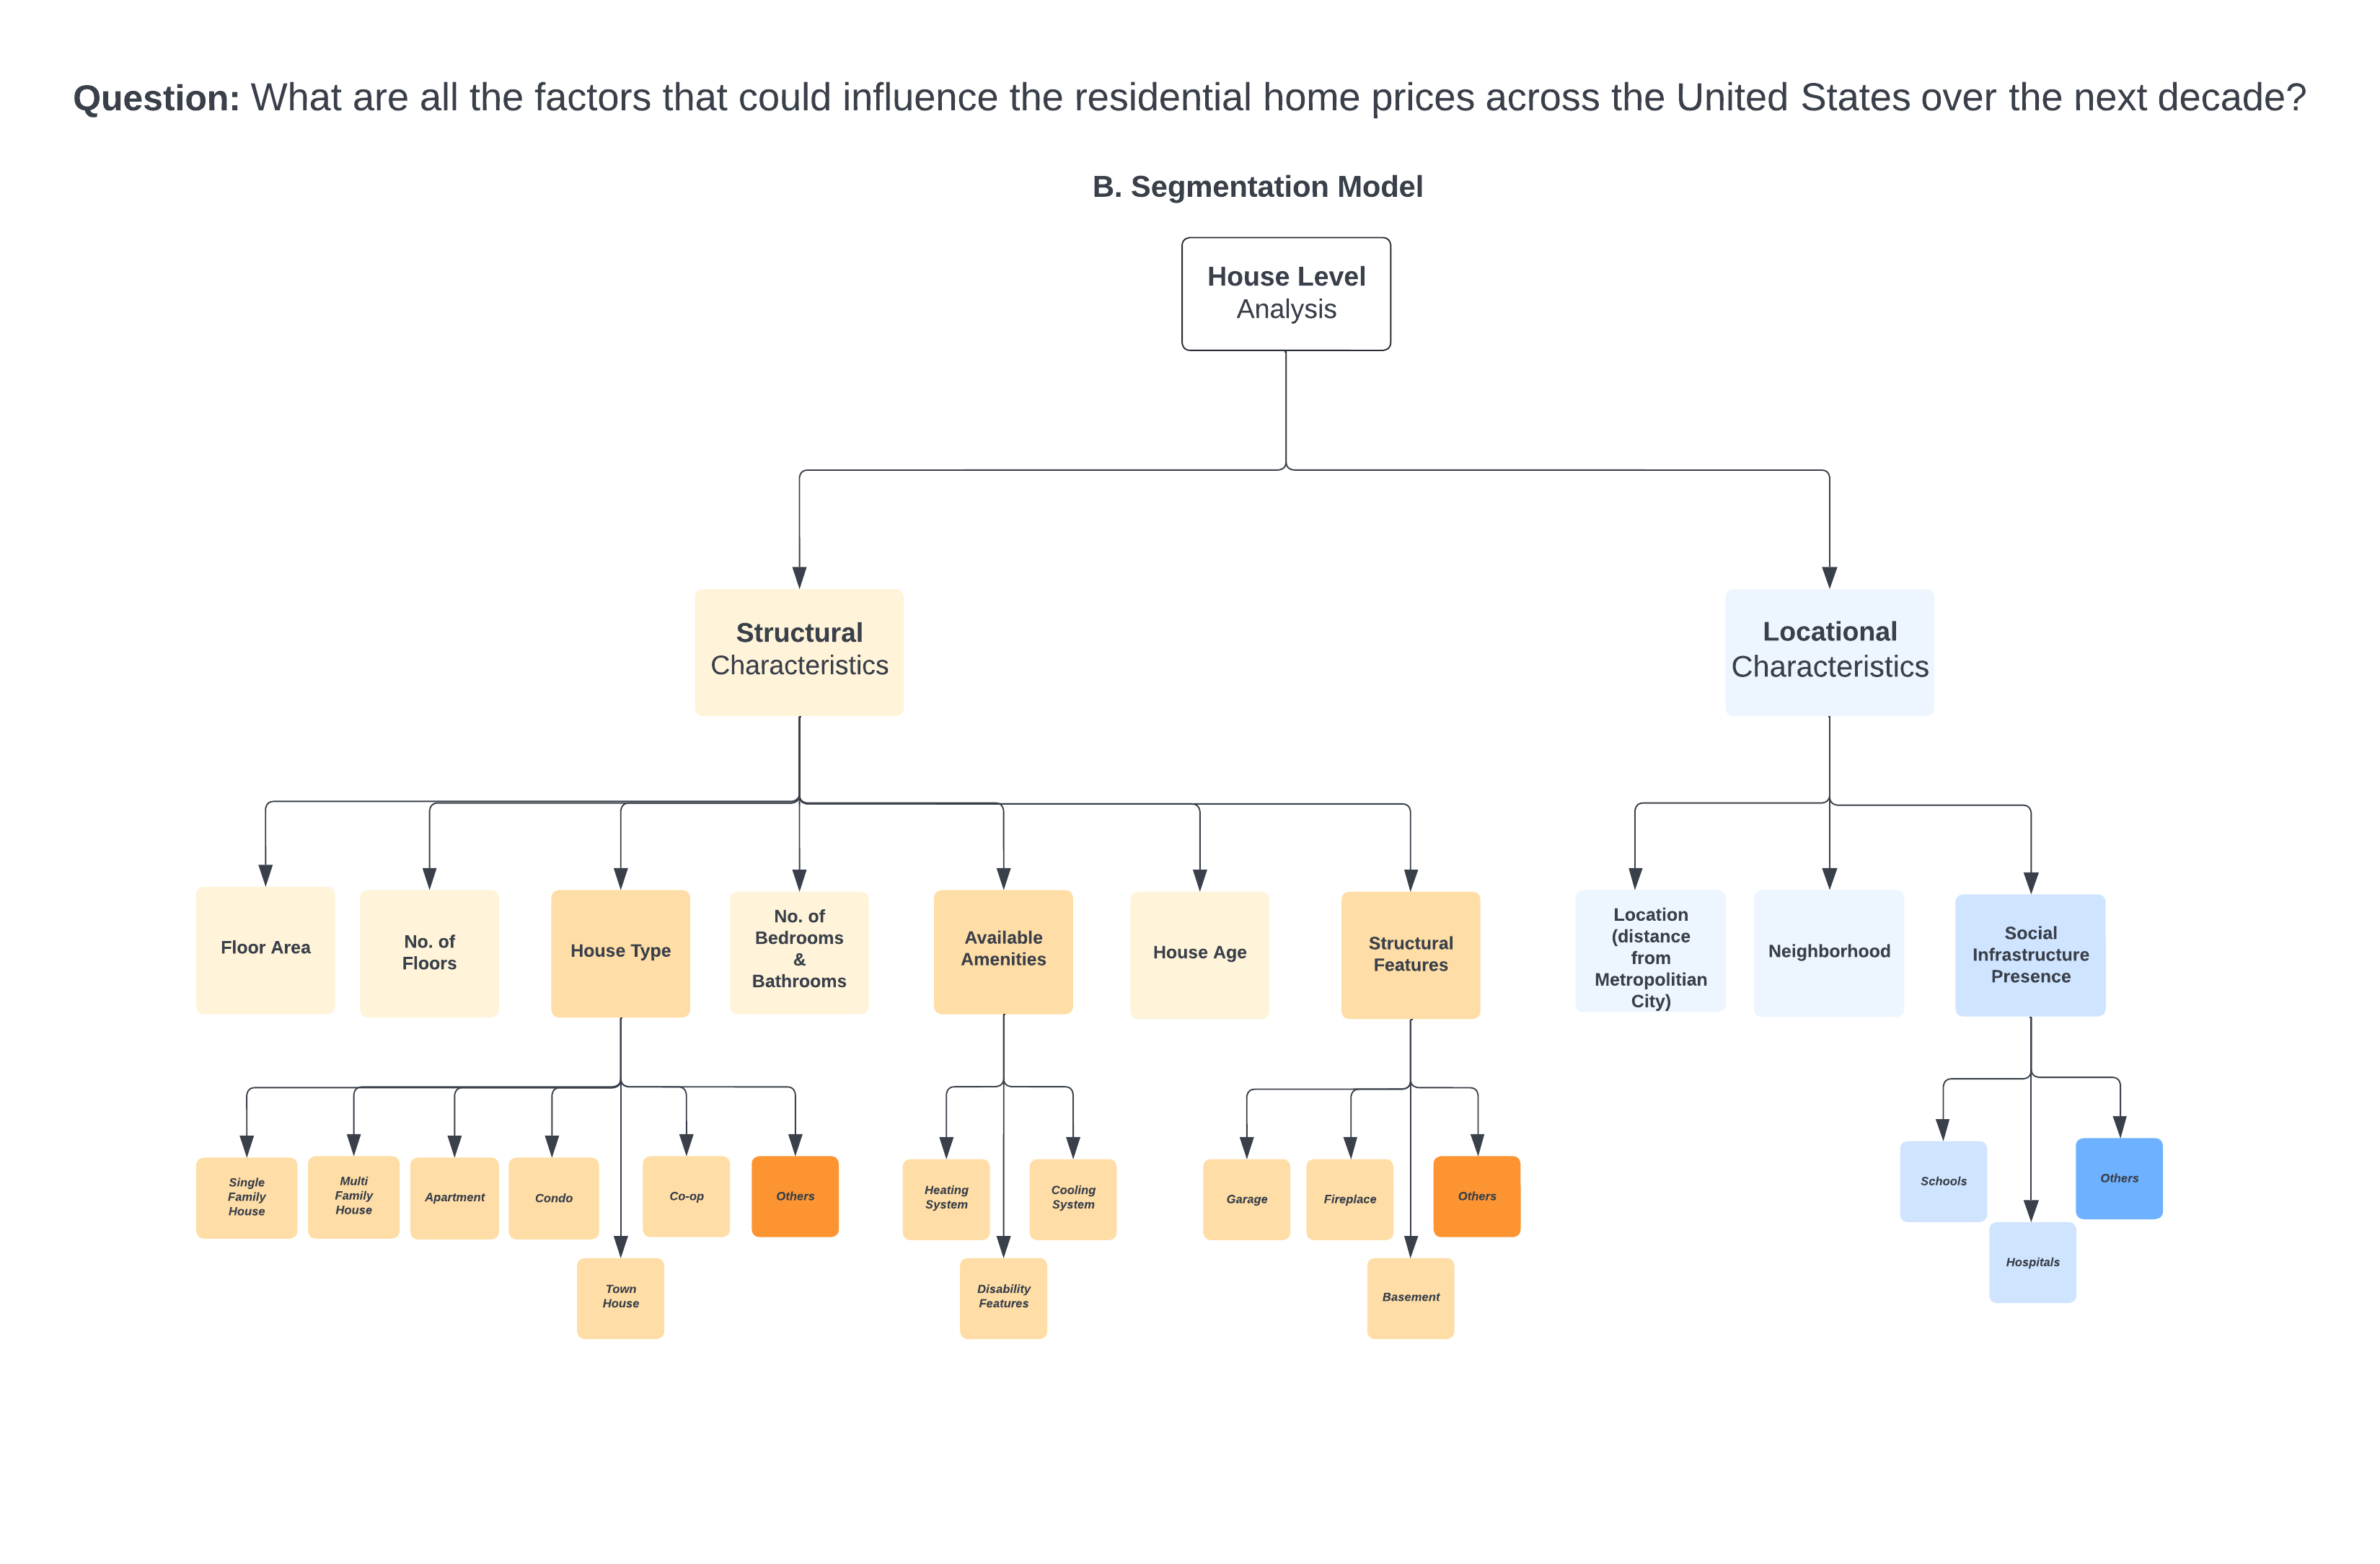 Question: What are all the factors that could influence the residential home prices across the United States over the next decade?
B. Segmentation Model
House Level
Analysis
Structural
Characteristics
Locational
Characteristics
Floor Area
No. of
Floors
House Type
No. of
Bedrooms
&
Bathrooms
Available
Amenities
House Age
Structural
Features
Location
(distance
from
Metropolitian
City)
Neighborhood
Social
Infrastructure
Presence
Single
Family
House
Multi
Family
House
Apartment
Condo
Town
House
Co-op
Others
Heating
System
Disability
Features
Cooling
System
Garage
Fireplace
Basement
Others
Schools
Hospitals
Others